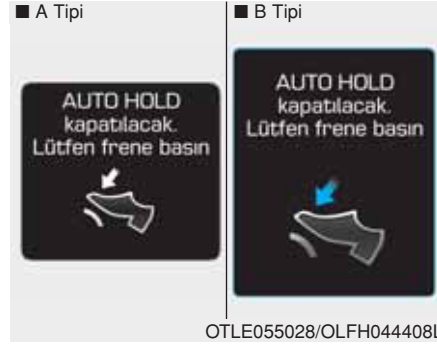 ■ A Tipi
AUTO HOLD
kapatılacak.
Lütfen frene basın
■ B Tipi
AUTO HOLD
kapatılacak.
Lütfen frene basın
OTLE055028/OLFH044408L